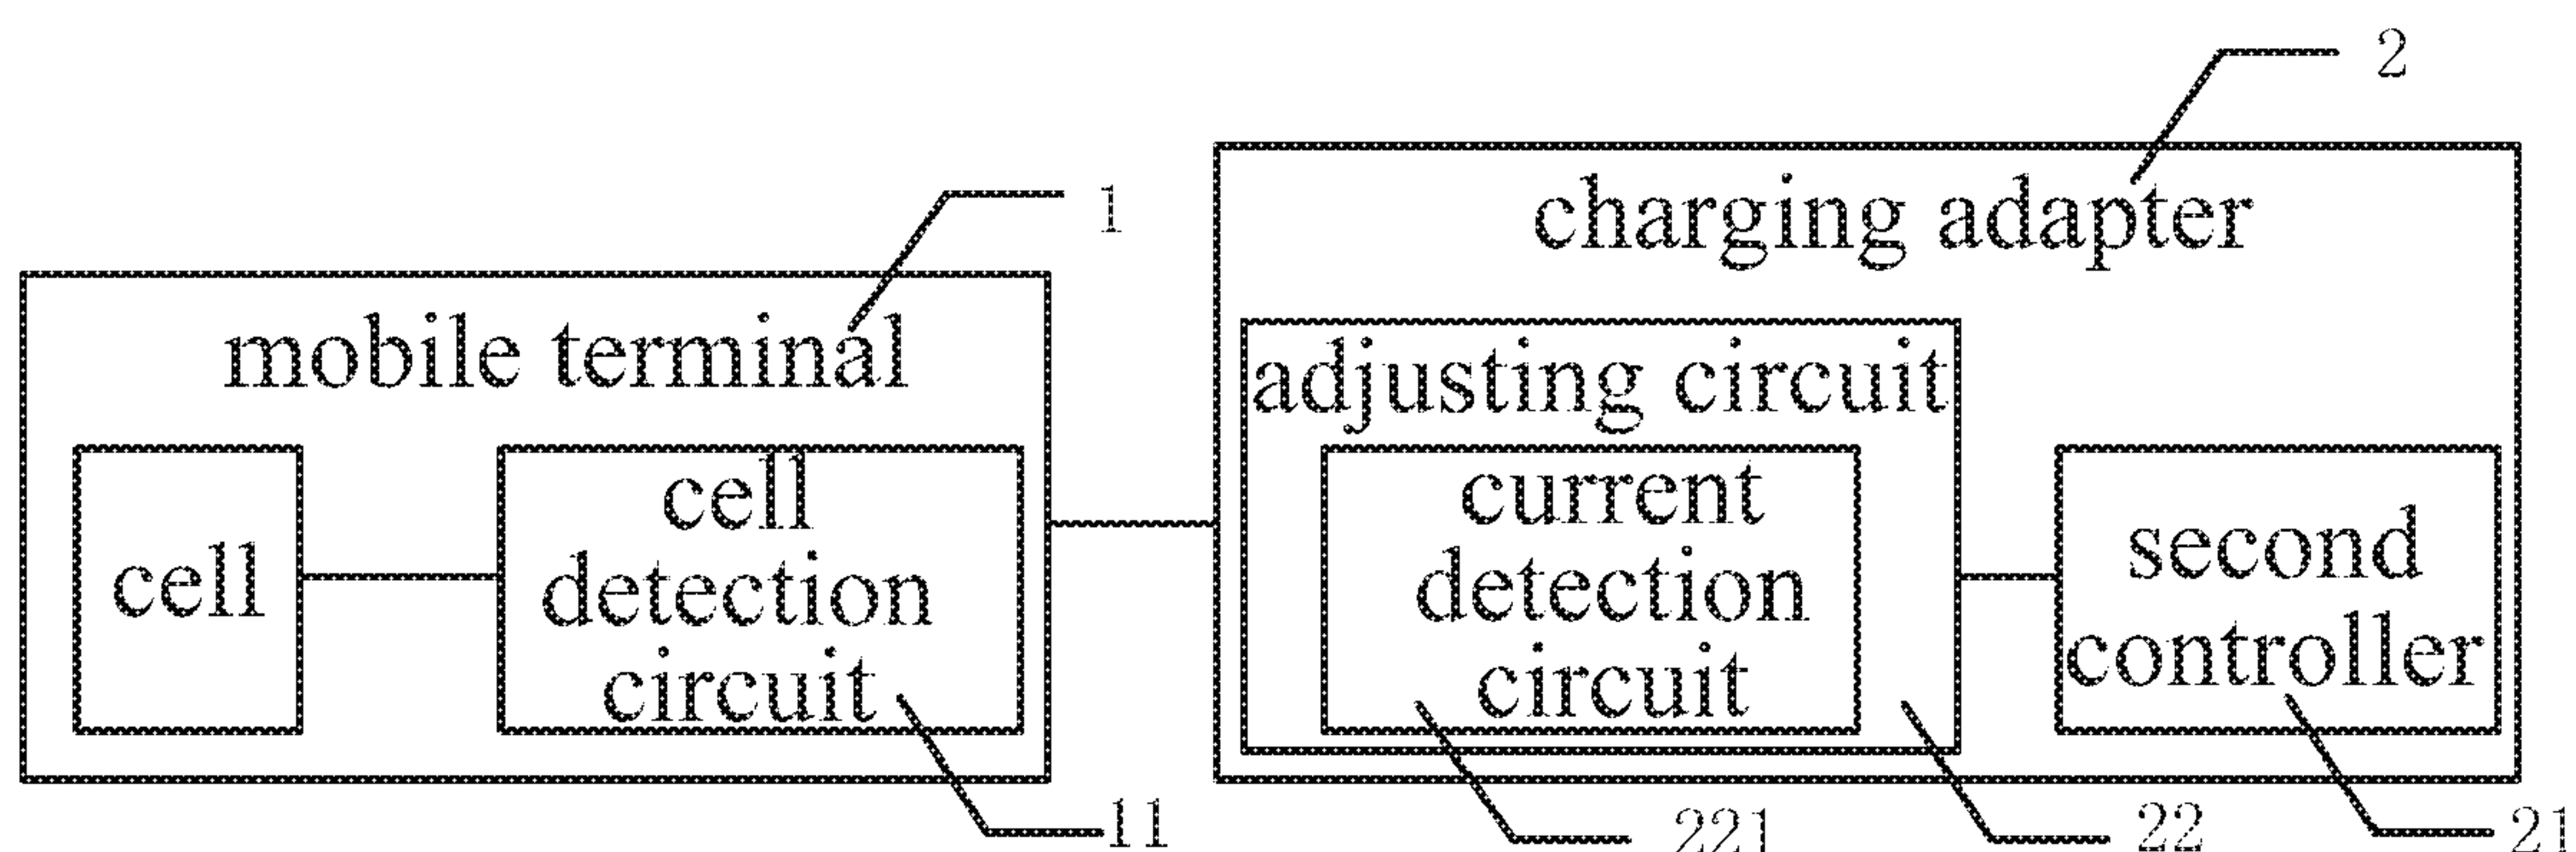 2
charging adapter
1
mobile terminal
adjusting circuit
cell
cell
detection
circuit
current
detection
circuit
second
controller
11
221
22
21